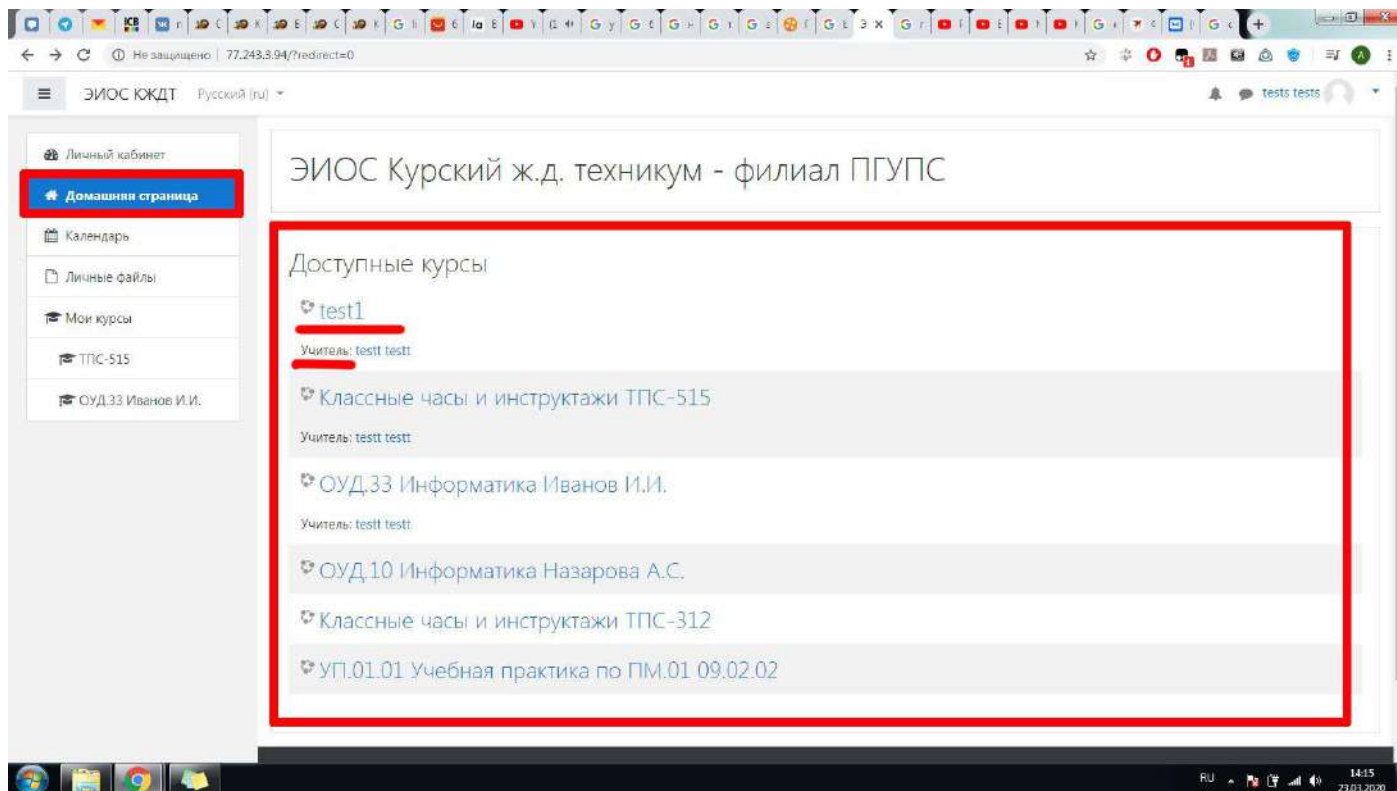 Не защищено | 77.243.3.94/?redirect=0
ЭИОС КЖДТ Русский (ru)
tests tests
Личный кабинет
Домашняя страница
Календарь
Личные файлы
Мои курсы
ТПС-515
ОУД.33 Иванов И.И.
ЭИОС Курский ж.д. техникум - филиал ПГУПС
Доступные курсы
test1
Учитель: testt testt
Классные часы и инструктажи ТПС-515
Учитель: testt testt
ОУД.33 Информатика Иванов И.И.
Учитель: testt testt
ОУД.10 Информатика Назарова А.С.
Классные часы и инструктажи ТПС-312
УП.01.01 Учебная практика по ПМ.01 09.02.02
RU
14:15
23.03.2020